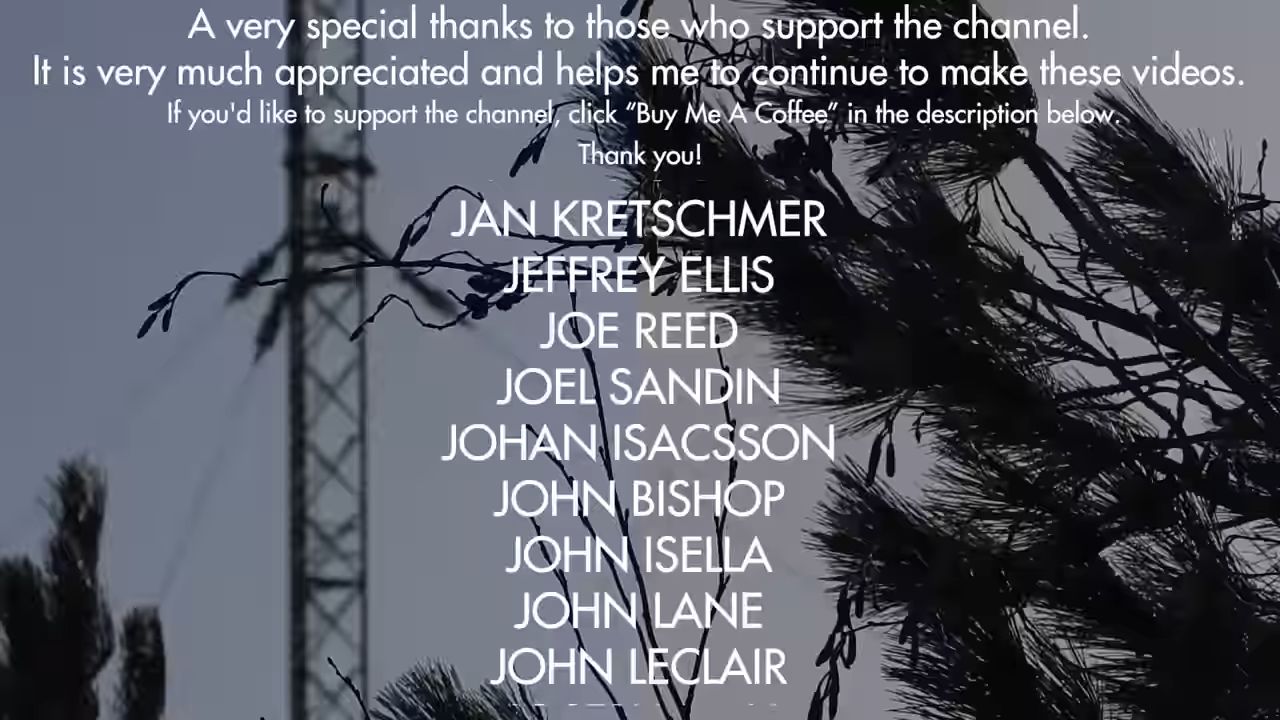 A very special thanks to those who support the channel.
It is very much appreciated and helps me to continue to make these videos.
If you'd like to support the channel, click “Buy Me A Coffee” in the description below.
Thank you!
JAN KRETSCHMER
JEFFREY ELLIS
JOE REED
JOEL SANDIN
JOHAN ISACSSON
JOHN BISHOP
JOHN ISELLA
JOHN LANE
JOHN LECLAIR